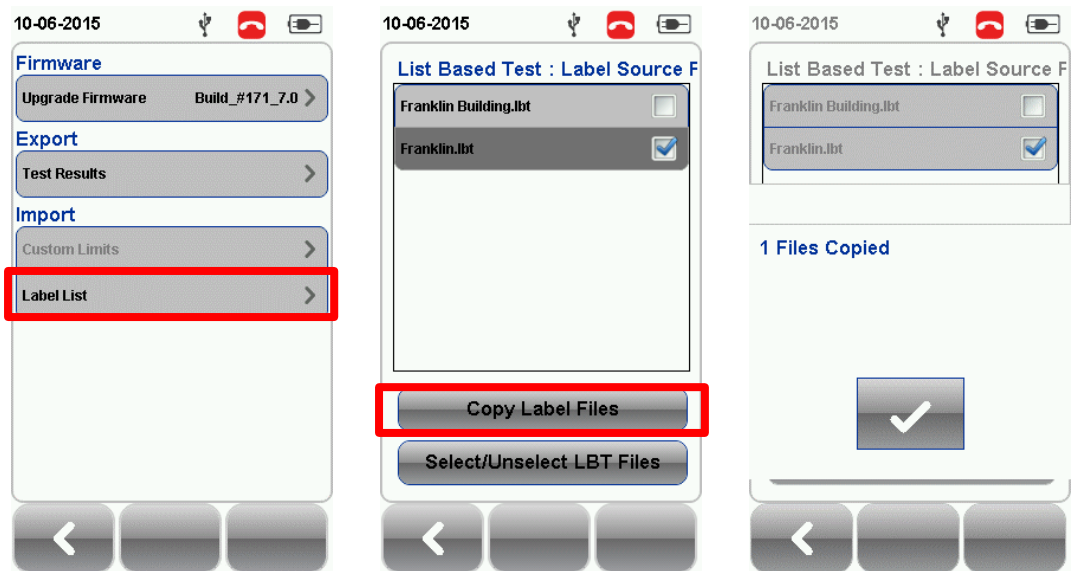 10-06-2015
Firmware
Upgrade Firmware Build_#171_7.0
Export
Test Results
Import
Custom Limits
Label List
10-06-2015
List Based Test : Label Source F
Franklin Building.lbt
Franklin.lbt
Copy Label Files
Select/Unselect LBT Files
10-06-2015
List Based Test : Label Source F
Franklin Building.lbt
Franklin.lbt
1 Files Copied